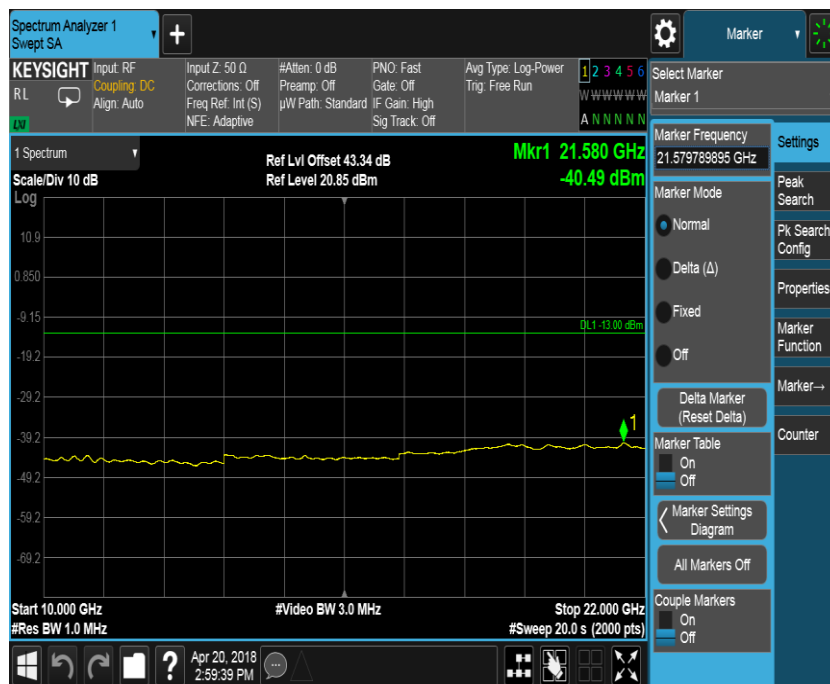 Spectrum Analyzer 1
Swept SA
+
Marker
KEYSIGHT
RL
LXI
Input: RF
Coupling: DC
Align: Auto
Input Z: 50 Ω
Corrections: Off
Freq Ref: Int (S)
NFE: Adaptive
#Atten: 0 dB
Preamp: Off
µW Path: Standard
PNO: Fast
Gate: Off
IF Gain: High
Sig Track: Off
Avg Type: Log-Power
Trig: Free Run
1 2 3 4 5 6
W W W W W W
A N N N N N
Select Marker
Marker 1
1 Spectrum
Scale/Div 10 dB
Log
Ref Lvl Offset 43.34 dB
Ref Level 20.85 dBm
Mkr1 21.580 GHz
-40.49 dBm
10.9
0.850
-9.15
-19.2
-29.2
-39.2
-49.2
-59.2
-69.2
DL1 -13.00 dBm
1
Start 10.000 GHz
#Res BW 1.0 MHz
#Video BW 3.0 MHz
Stop 22.000 GHz
#Sweep 20.0 s (2000 pts)
Marker Frequency
21.579789895 GHz
Marker Mode
Normal
Delta (Δ)
Fixed
Off
Delta Marker
(Reset Delta)
Marker Table
On
Off
Marker Settings
Diagram
All Markers Off
Couple Markers
On
Off
Settings
Peak
Search
Pk Search
Config
Properties
Marker
Function
Marker→
Counter
?
Apr 20, 2018
2:59:39 PM